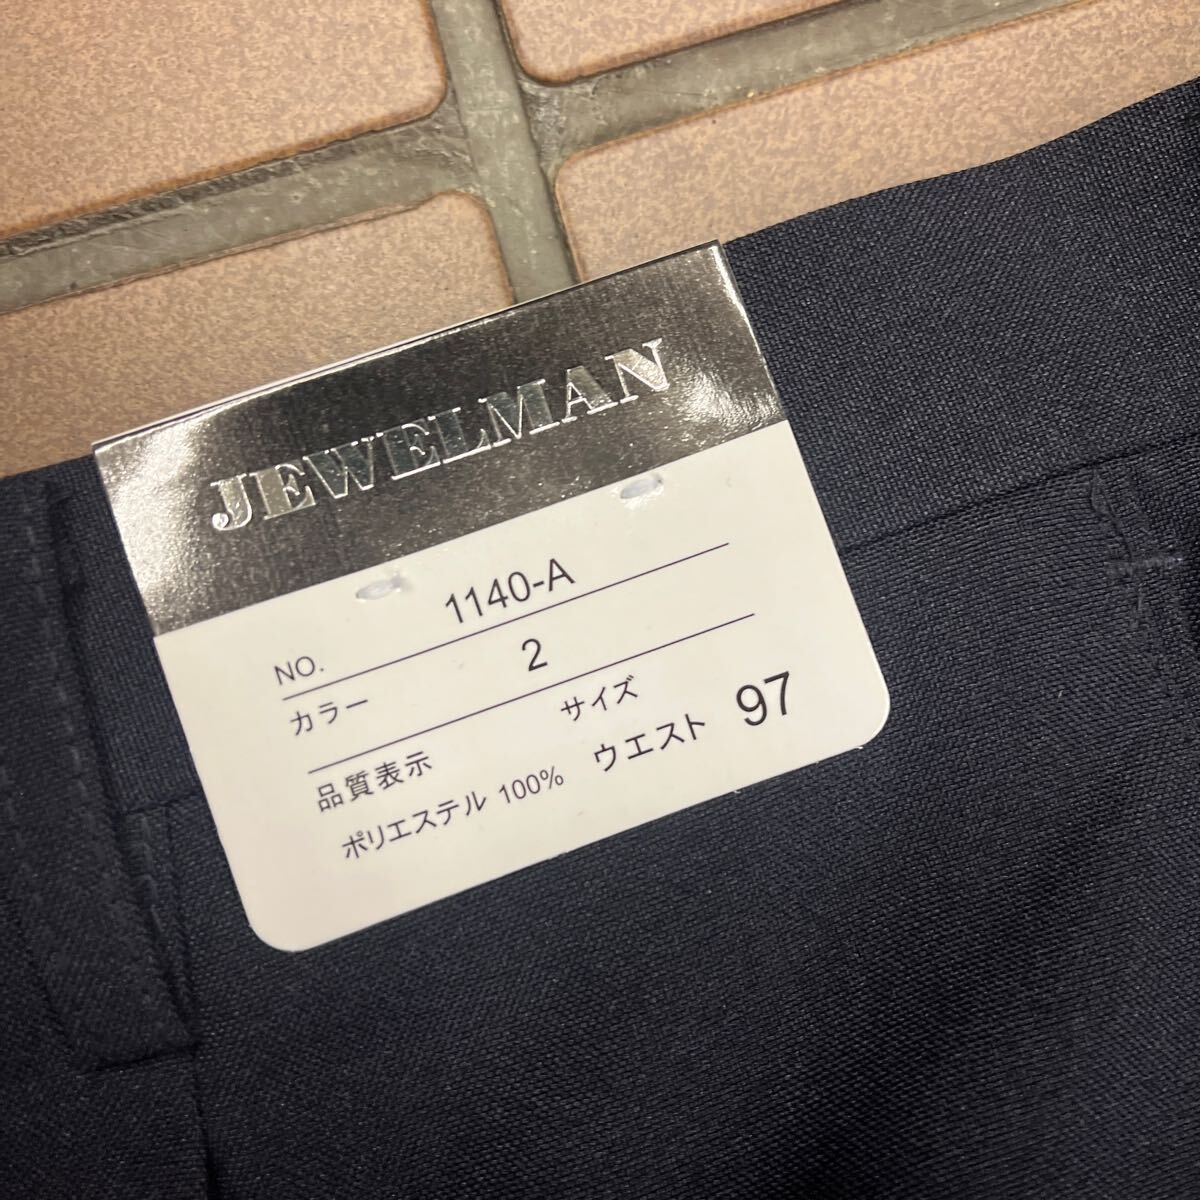 JEWELMAN
NO. 1140-A
カラー 2
品質表示 サイズ
ポリエステル 100% ウエスト 97